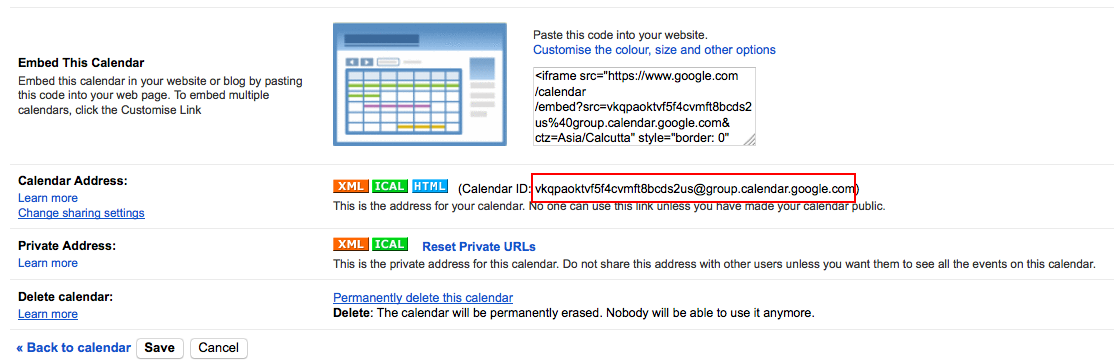 Embed This Calendar
Embed this calendar in your website or blog by pasting
this code into your web page. To embed multiple
calendars, click the Customise Link
Paste this code into your website.
Customise the colour, size and other options
<iframe src="https://www.google.com
/calendar
/embed?src=vkqpaoktvf5f4cvmft8bcds2
us%40group.calendar.google.com&
ctz=Asia/Calcutta" style="border: 0"
Calendar Address:
Learn more
Change sharing settings
XML ICAL HTML (Calendar ID: vkqpaoktvf5f4cvmft8bcds2us@group.calendar.google.com)
This is the address for your calendar. No one can use this link unless you have made your calendar public.
Private Address:
Learn more
XML ICAL Reset Private URLs
This is the private address for this calendar. Do not share this address with other users unless you want them to see all the events on this calendar.
Delete calendar:
Learn more
Permanently delete this calendar
Delete: The calendar will be permanently erased. Nobody will be able to use it anymore.
« Back to calendar Save Cancel